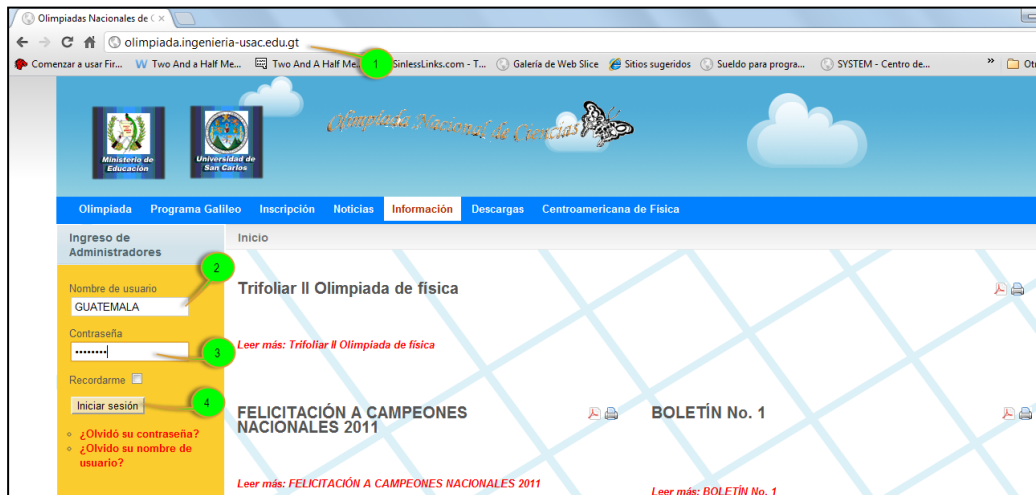 Olimpiadas Nacionales de C
olimpiada.ingenieria-usac.edu.gt
1
Comenzar a usar Fir... Two And a Half Me... Two And A Half Me... SinlessLinks.com - T... Galería de Web Slice Sitios sugeridos Sueldo para progra... SYSTEM - Centro de... » Otr
Ministerio de
Educación
Universidad de
San Carlos
Olimpiada Nacional de Ciencias
Olimpiada Programa Galileo Inscripción Noticias Información Descargas Centroamericana de Física
Ingreso de
Administradores
Inicio
2
Nombre de usuario
GUATEMALA
Contraseña
••••••••
3
Recordarme
Iniciar sesión
4
¿Olvidó su contraseña?
¿Olvido su nombre de
usuario?
Trifoliar II Olimpiada de física
Leer más: Trifoliar II Olimpiada de física
FELICITACIÓN A CAMPEONES
NACIONALES 2011
Leer más: FELICITACIÓN A CAMPEONES NACIONALES 2011
BOLETÍN No. 1
Leer más: BOLETÍN No. 1